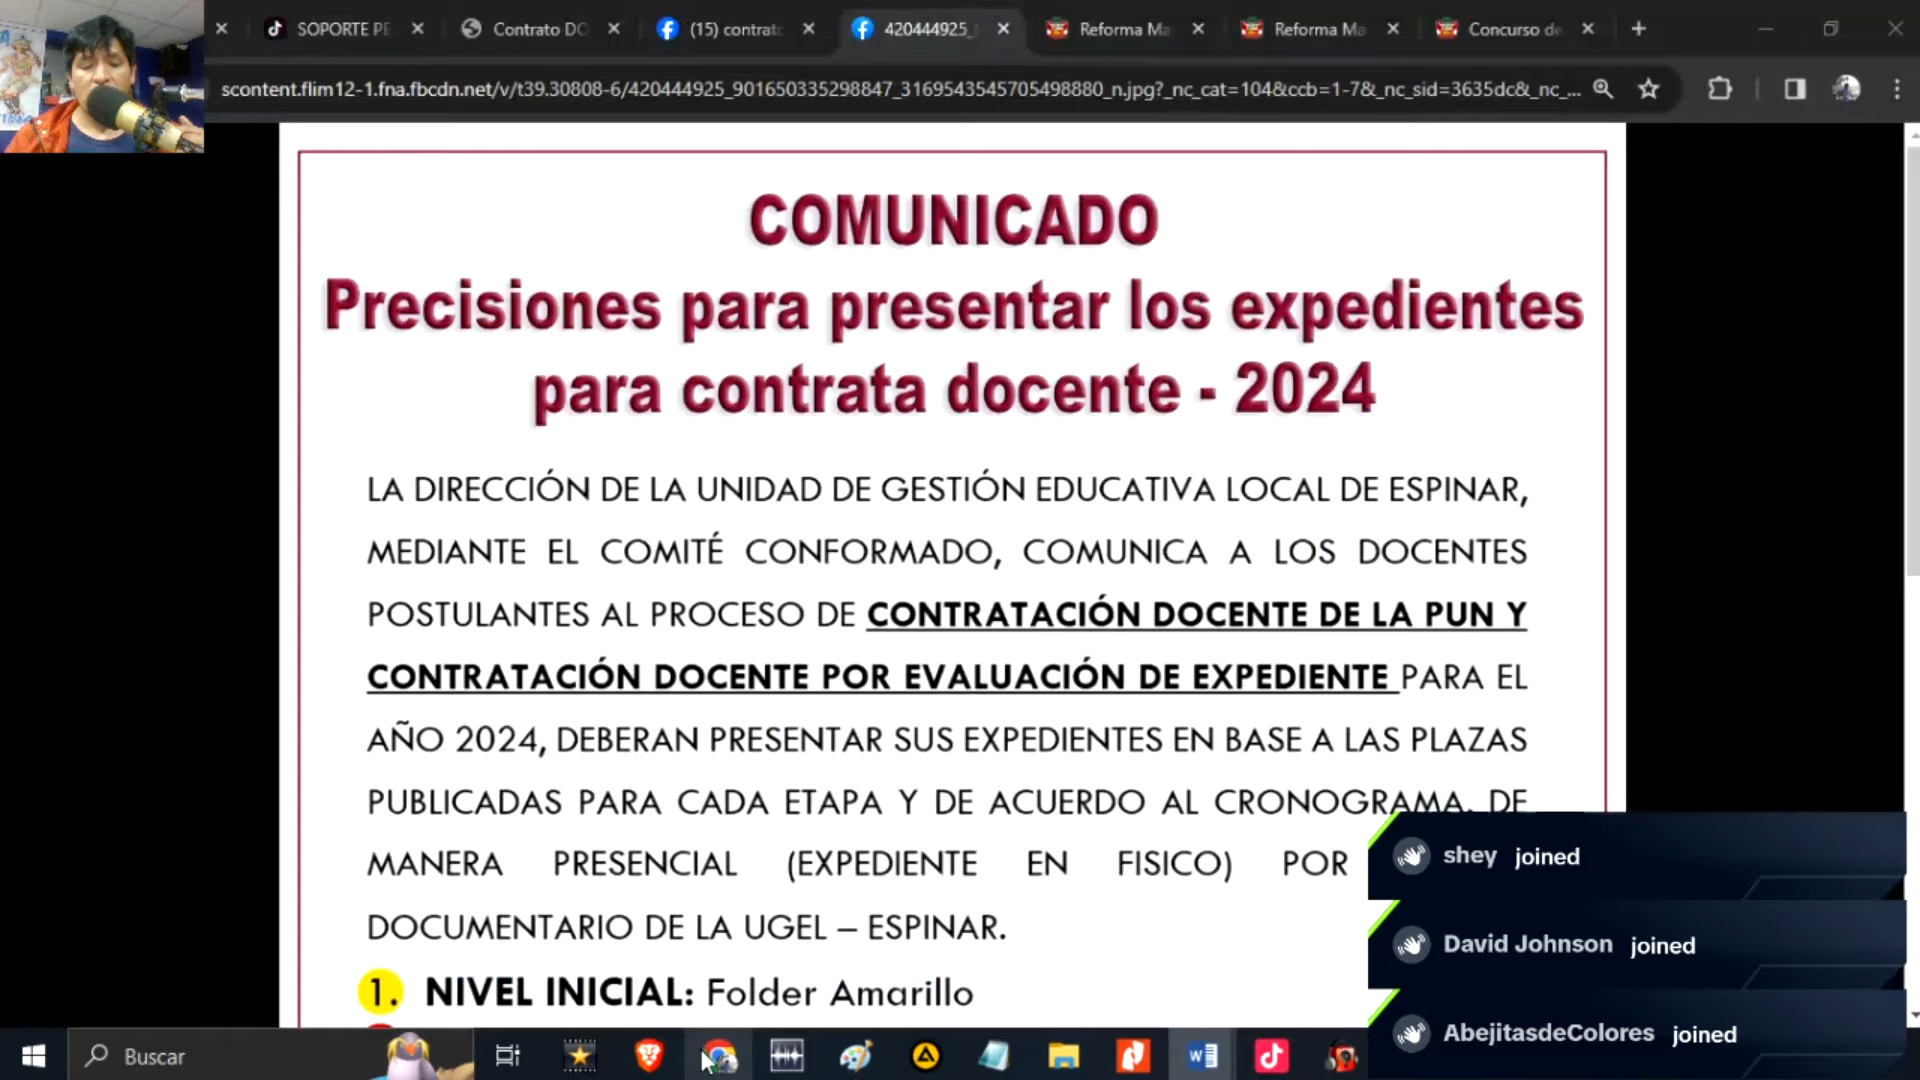 SOPORTE PE
Contrato DO
(15) contrato
420444925_
Reforma Ma
Reforma Ma
Concurso de
scontent.flim12-1.fna.fbcdn.net/v/t39.30808-6/420444925_901650335298847_3169543545705498880_n.jpg?_nc_cat=104&ccb=1-7&_nc_sid=3635dc&_nc_...
COMUNICADO
Precisiones para presentar los expedientes
para contrata docente - 2024
LA DIRECCIÓN DE LA UNIDAD DE GESTIÓN EDUCATIVA LOCAL DE ESPINAR,
MEDIANTE EL COMITÉ CONFORMADO, COMUNICA A LOS DOCENTES
POSTULANTES AL PROCESO DE CONTRATACIÓN DOCENTE DE LA PUN Y
CONTRATACIÓN DOCENTE POR EVALUACIÓN DE EXPEDIENTE PARA EL
AÑO 2024, DEBERAN PRESENTAR SUS EXPEDIENTES EN BASE A LAS PLAZAS
PUBLICADAS PARA CADA ETAPA Y DE ACUERDO AL CRONOGRAMA, DE
MANERA PRESENCIAL (EXPEDIENTE EN FISICO) POR
DOCUMENTARIO DE LA UGEL – ESPINAR.
1. NIVEL INICIAL: Folder Amarillo
shey joined
David Johnson joined
AbejitasdeColores joined
Buscar